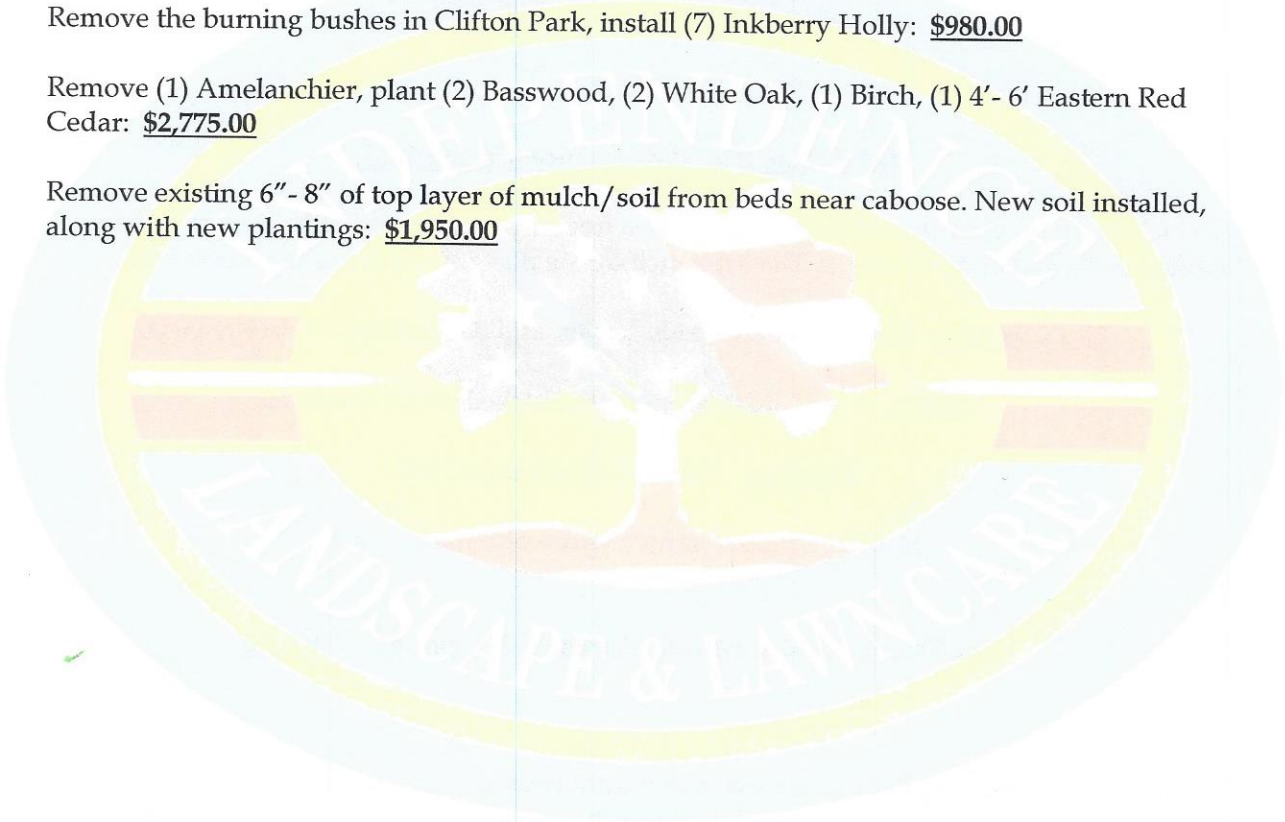 Remove the burning bushes in Clifton Park, install (7) Inkberry Holly: $980.00
Remove (1) Amelanchier, plant (2) Basswood, (2) White Oak, (1) Birch, (1) 4′- 6′ Eastern Red
Cedar: $2,775.00
Remove existing 6″- 8″ of top layer of mulch/soil from beds near caboose. New soil installed,
along with new plantings: $1,950.00
INDEPENDENCE
LANDSCAPE & LAWN CARE